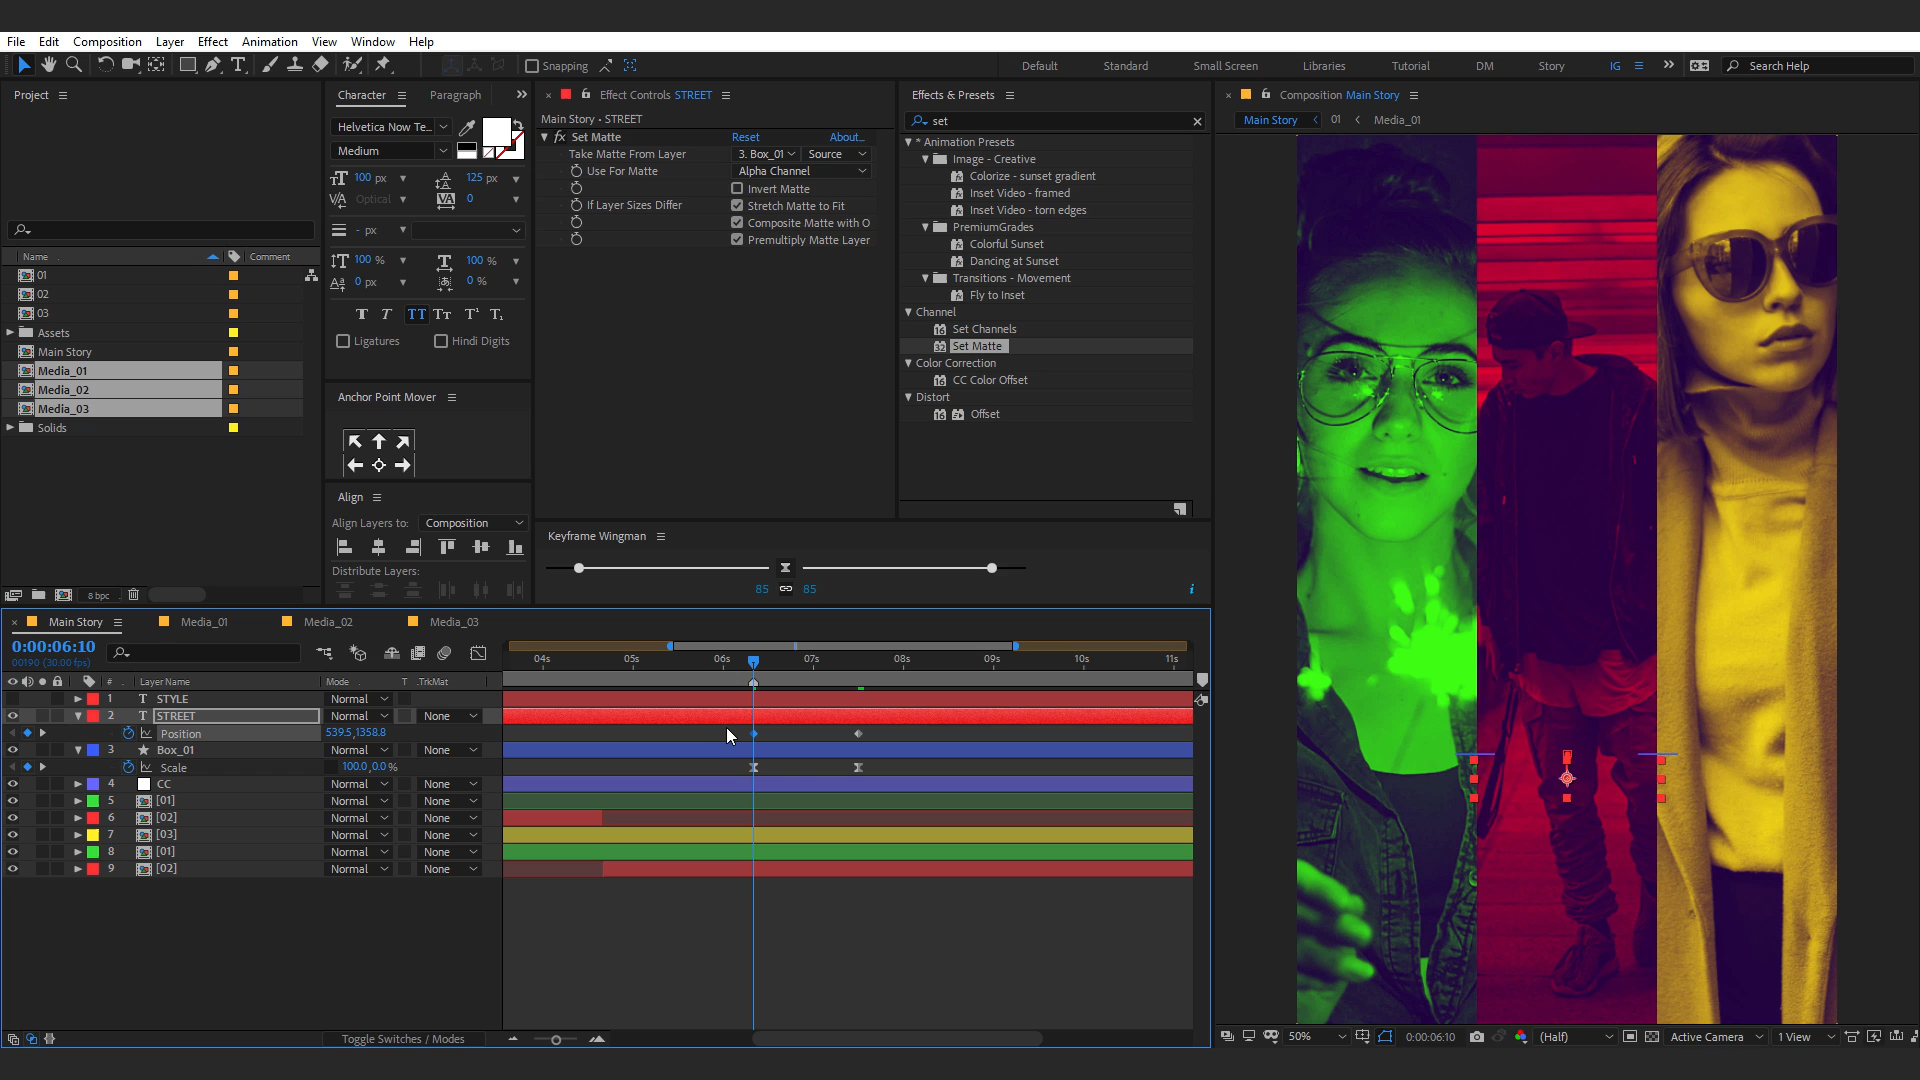 File Edit Composition Layer Effect Animation View Window Help
Snapping Default Standard Small Screen Libraries Tutorial DM Story IG Search Help
Project
Name Comment
01
02
03
Assets
Main Story
Media_01
Media_02
Media_03
Solids
8 bpc
Character Paragraph
Helvetica Now Te...
Medium
100 px 125 px
Optical 0
- px
100 % 100 %
0 px 0 %
Ligatures Hindi Digits
Anchor Point Mover
Align
Align Layers to: Composition
Distribute Layers:
Effect Controls STREET
Main Story • STREET
fx Set Matte Reset About...
Take Matte From Layer 3. Box_01 Source
Use For Matte Alpha Channel
Invert Matte
If Layer Sizes Differ Stretch Matte to Fit
Composite Matte with O
Premultiply Matte Layer
Keyframe Wingman
85 85
Effects & Presets
set
* Animation Presets
Image - Creative
Colorize - sunset gradient
Inset Video - framed
Inset Video - torn edges
PremiumGrades
Colorful Sunset
Dancing at Sunset
Transitions - Movement
Fly to Inset
Channel
Set Channels
Set Matte
Color Correction
CC Color Offset
Distort
Offset
Composition Main Story
Main Story 01 Media_01
50% 0:00:06:10 (Half) Active Camera 1 View
Main Story Media_01 Media_02 Media_03
0:00:06:10
00190 (30.00 fps)
04s 05s 06s 07s 08s 09s 10s 11s
# Layer Name Mode T .TrkMat
1 T STYLE Normal
2 T STREET Normal None
Position 539.5,1358.8
3 Box_01 Normal None
Scale 100.0,0.0%
4 CC Normal None
5 [01] Normal None
6 [02] Normal None
7 [03] Normal None
8 [01] Normal None
9 [02] Normal None
Toggle Switches / Modes